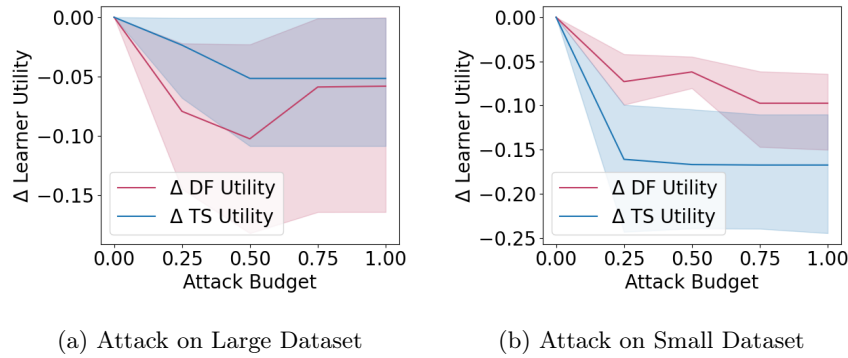 0.00
−0.05
−0.10
−0.15
Δ Learner Utility
Δ DF Utility
Δ TS Utility
0.00 0.25 0.50 0.75 1.00
Attack Budget
(a) Attack on Large Dataset
0.00
−0.05
−0.10
−0.15
−0.20
−0.25
Δ Learner Utility
Δ DF Utility
Δ TS Utility
0.00 0.25 0.50 0.75 1.00
Attack Budget
(b) Attack on Small Dataset